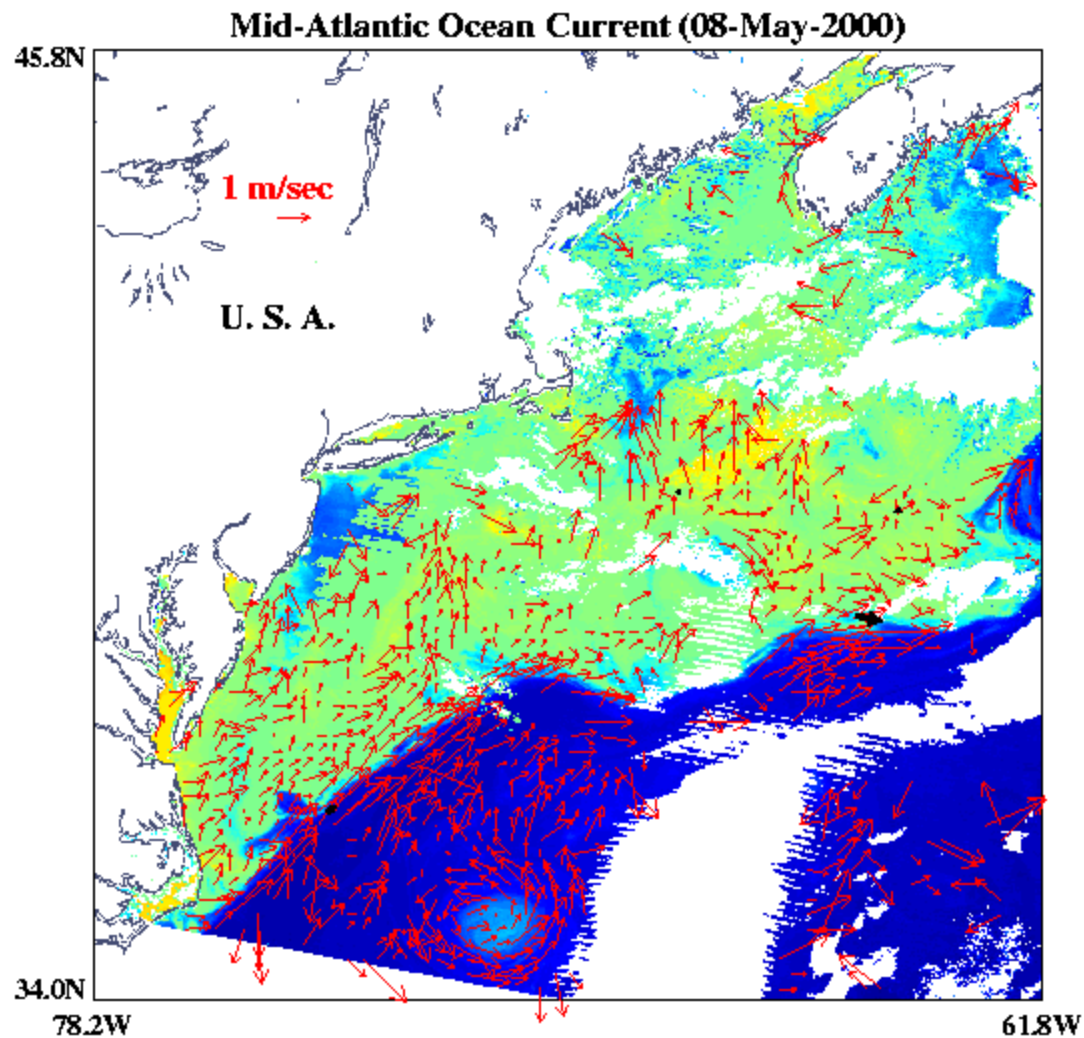 Mid-Atlantic Ocean Current (08-May-2000)
45.8N
1 m/sec
U. S. A.
34.0N
78.2W
61.8W